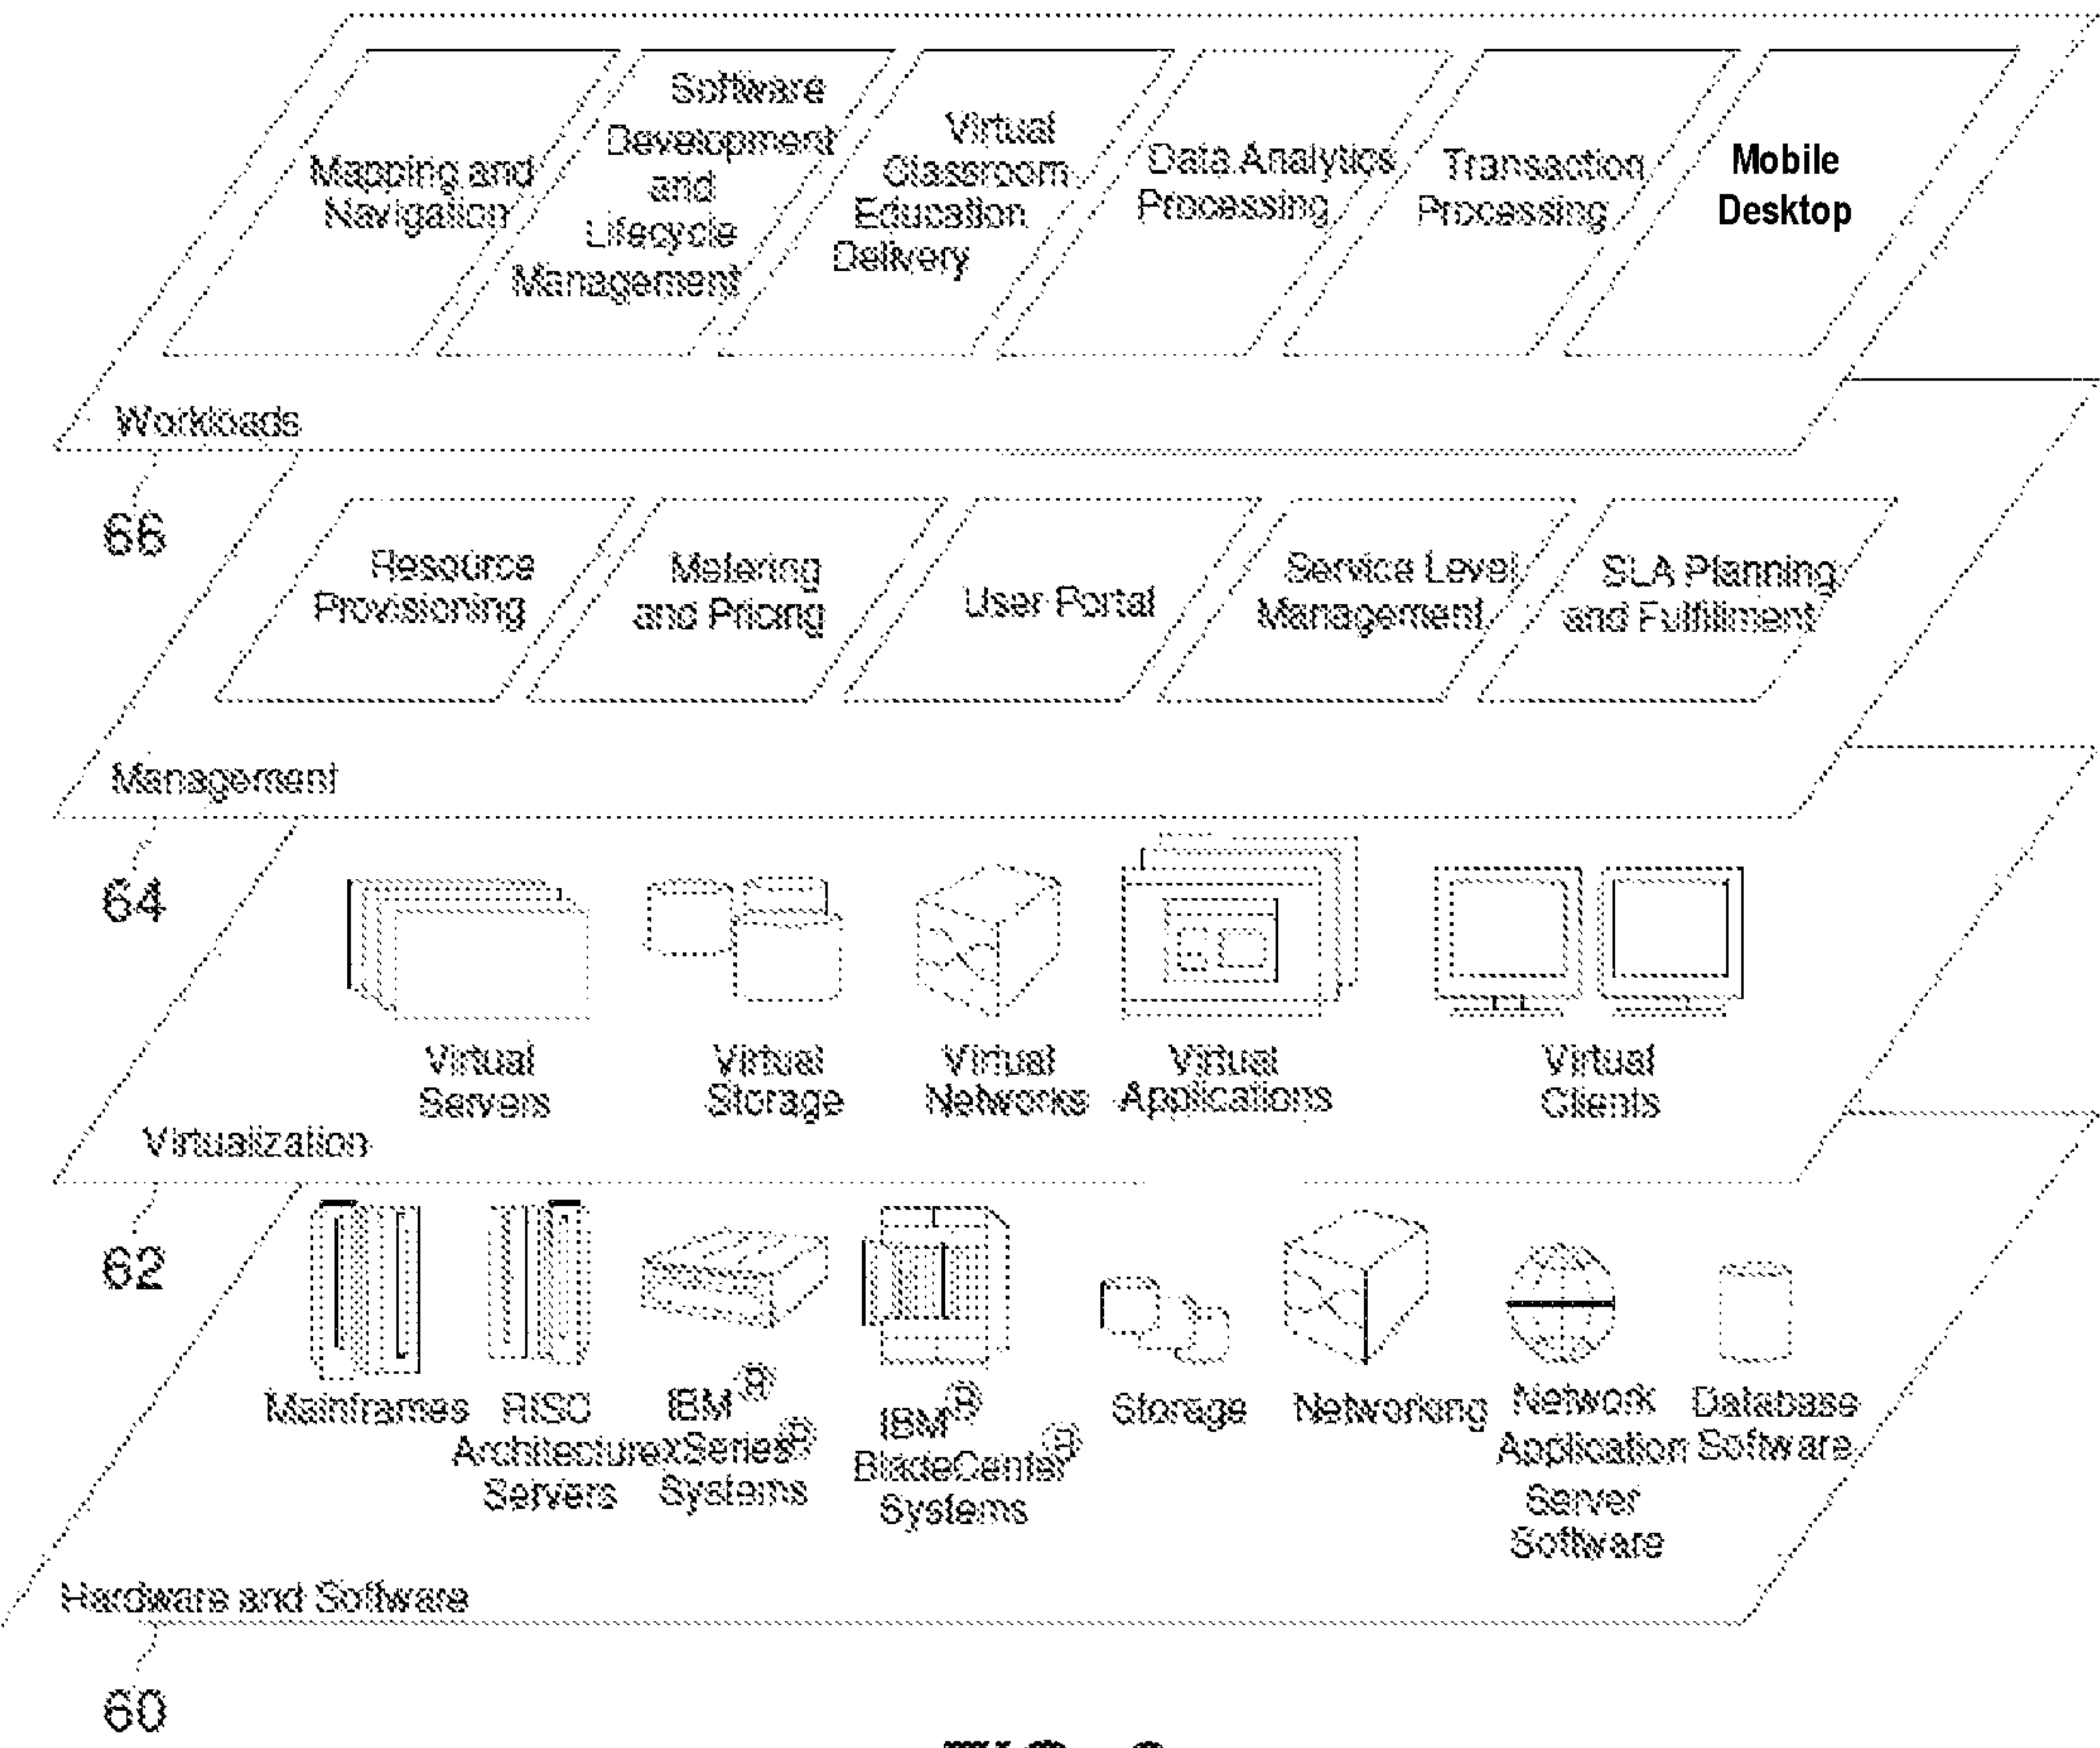 Mapping and
Navigation
Software
Development
and
Lifecycle
Management
Virtual
Classroom
Education
Delivery
Data Analytics
Processing
Transaction
Processing
Mobile
Desktop
Workloads
66
Resource
Provisioning
Metering
and Pricing
User Portal
Service Level
Management
SLA Planning
and Fulfillment
Management
64
Virtual
Servers
Virtual
Storage
Virtual
Networks
Virtual
Applications
Virtual
Clients
Virtualization
62
Mainframes
RISC
Architecture
Servers
IBM®
xSeries®
Systems
IBM®
BladeCenter®
Systems
Storage
Networking
Network
Application
Server
Software
Database
Software
Hardware and Software
60